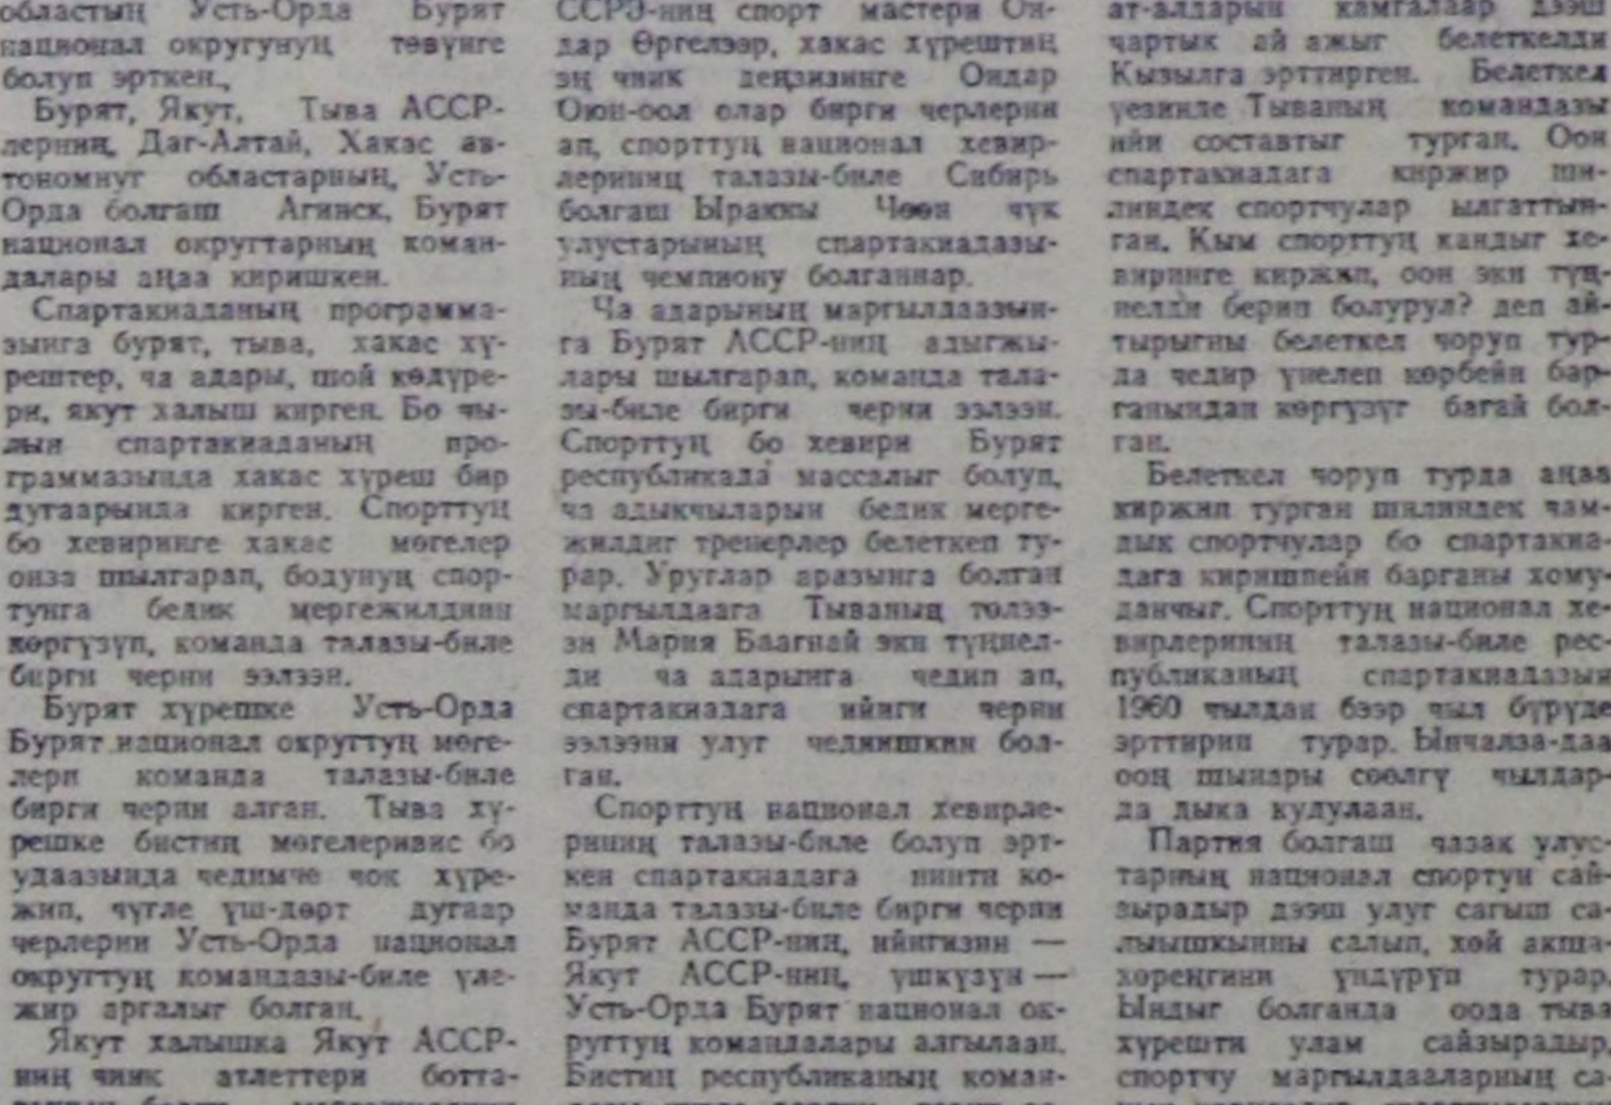 областың Усть-Орда Бурят
национал округунуң төвүнге
болуп эрткен.
Бурят, Якут, Тыва АССР-
лерниң, Даг-Алтай, Хакас ав-
тономнуг областарның, Усть-
Орда болгаш Агинск, Бурят
национал округтарның коман-
далары аңаа киришкен.
Спартакиаданың программа-
зынга бурят, тыва, хакас хү-
рештер, ча адары, шой көдүре-
ри, якут халыш кирген. Бо чы-
лын спартакиаданың про-
граммазында хакас хүреш бир
дугаарында кирген. Спорттуң
бо хевиринге хакас мөгелер
онза шылгарап, бодунуң спор-
тунга бедик мергежилдиин
көргүзүп, команда талазы-биле
бирги черни ээлээн.
Бурят хүрешке Усть-Орда
Бурят национал округтуң мөге-
лери команда талазы-биле
бирги черин алган. Тыва хү-
решке бистиң мөгеленривис бо
удаазында чедимче чок хүре-
жип, чүгле үш-дөрт дугаар
черлерни Усть-Орда национал
округтуң командазы-биле үле-
жир аргалыг болган.
Якут халышка Якут АССР-
ниң чиик атлеттери ботта-
ССРЭ-ниң спорт мастери Он-
дар Өргелээр, хакас хүрештиң
эң чиик деңзизинге Ондар
Оюн-оол олар бирги черлерни
ап, спорттуң национал хевир-
лериниң талазы-биле Сибирь
болгаш Ыраккы Чөөн чүк
улустарының спартакиадазы-
ның чемпиону болганнар.
Ча адарының маргылдаазын-
га Бурят АССР-ниң адыгжы-
лары шылгарап, команда тала-
зы-биле бирги черни ээлээн.
Спорттуң бо хевири Бурят
республикада массалыг болуп,
ча адыкчыларын бедик мерге-
жилдиг тренерлер белеткеп ту-
рар. Уруглар аразынга болган
маргылдаага Тываның төлээ-
зи Мария Баагнай эки түңнел-
ди ча адарынга чедип ап,
спартакиадага ийиги черни
ээлээни улуг чедиишкин бол-
ган.
Спорттуң национал хевирле-
риниң талазы-биле болуп эрт-
кен спартакиадага ниити ко-
манда талазы-биле бирги черни
Бурят АССР-ниң, ийигизин —
Якут АССР-ниң, үшкүзүн —
Усть-Орда Бурят национал ок-
ругтуң командалары алгылаан.
Бистиң республиканың коман-
ат-алдарын камгалаар дээш
чартык ай ажыг белеткелди
Кызылга эрттирген. Белеткел
үезинде Тываның командазы
ийи составтыг турган. Оон
спартакиадага киржир ши-
линдек спортчулар ылгаттын-
ган. Кым спорттуң кандыг хе-
виринге киржип, оон эки түң-
нелди берип болурул? деп ай-
тырыгны белеткел чоруп тур-
да чедир үнелеп көрбейн бар-
ганындан көргүзүг багай бол-
ган.
Белеткел чоруп турда аңаа
киржип турган шилиндек чам-
дык спортчулар бо спартакиа-
дага киришпейн барганы хому-
данчыг. Спорттуң национал хе-
вирлериниң талазы-биле рес-
публиканың спартакиадазын
1960 чылдан бээр чыл бүрүде
эрттирип турар. Ынчалза-даа
ооң шынары сөөлгү чылдар-
да дыка кудулаан.
Партия болгаш чазак улус-
тарның национал спортун сай-
зырадыр дээш улуг сагыш са-
лыышкынны салып, хөй акша-
хөреңгини үндүрүп турар.
Ындыг болганда оода тыва
хүрешти улам сайзырадыр,
спортчу маргылдааларның са-